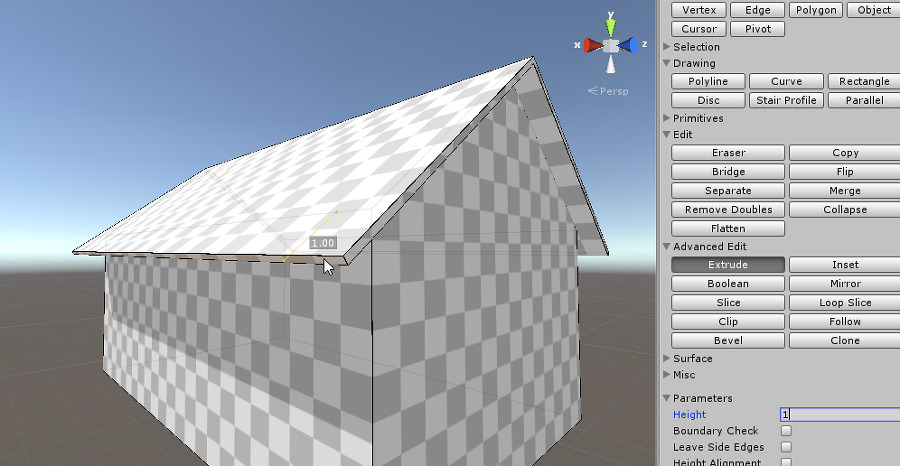 y
x
z
Persp
1.00
Vertex Edge Polygon Object
Cursor Pivot
Selection
Drawing
Polyline Curve Rectangle
Disc Stair Profile Parallel
Primitives
Edit
Eraser Copy
Bridge Flip
Separate Merge
Remove Doubles Collapse
Flatten
Advanced Edit
Extrude Inset
Boolean Mirror
Slice Loop Slice
Clip Follow
Bevel Clone
Surface
Misc
Parameters
Height 1
Boundary Check
Leave Side Edges
Height Alignment